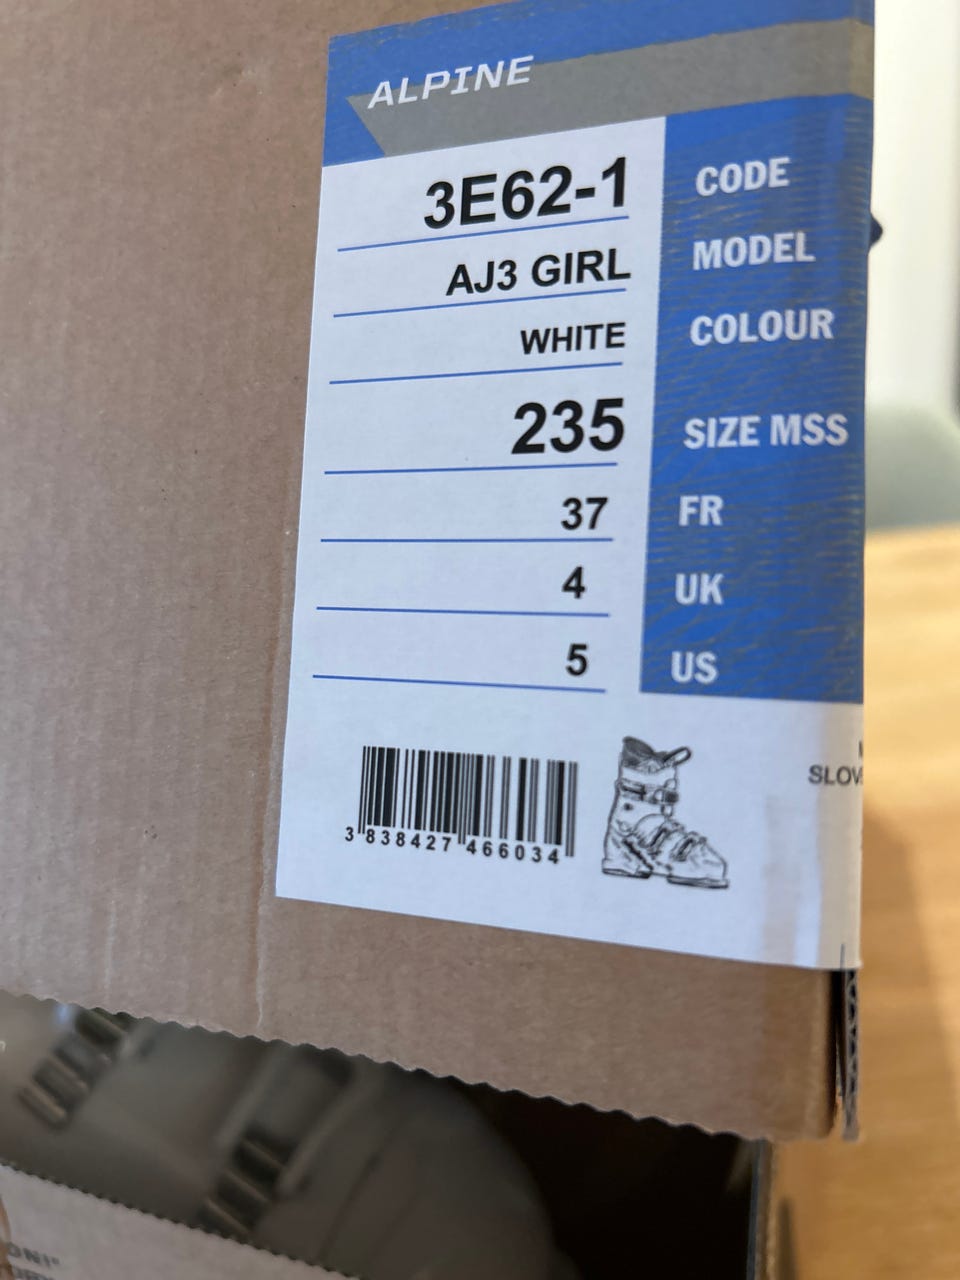 ALPINE
3E62-1 CODE
AJ3 GIRL MODEL
WHITE COLOUR
235 SIZE MSS
37 FR
4 UK
5 US
SLOV
3 838427 466034